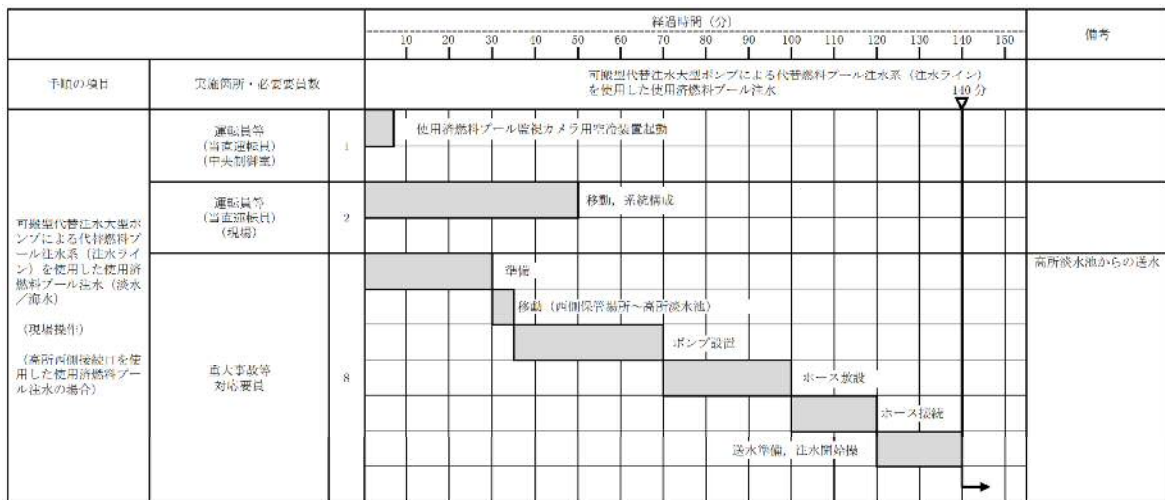 経過時間（分）
備考
10 20 30 40 50 60 70 80 90 100 110 120 130 140 150
手順の項目
実施箇所・必要要員数
可搬型代替注水大型ポンプによる代替燃料プール注水系（注水ライン）
を使用した使用済燃料プール注水
140 分
可搬型代替注水大型ポ
ンプによる代替燃料プ
ール注水系（注水ライ
ン）を使用した使用済
燃料プール注水（淡水
／海水）
（現場操作）
（高所西側接続口を使
用した使用済燃料プー
ル注水の場合）
運転員等
（当直運転員）
（中央制御室）
1
使用済燃料プール監視カメラ用空冷装置起動
運転員等
（当直運転員）
（現場）
2
移動，系統構成
重大事故等
対応要員
8
準備
移動（西側保管場所～高所淡水池）
ポンプ設置
ホース敷設
ホース接続
送水準備，注水開始操
高所淡水池からの送水